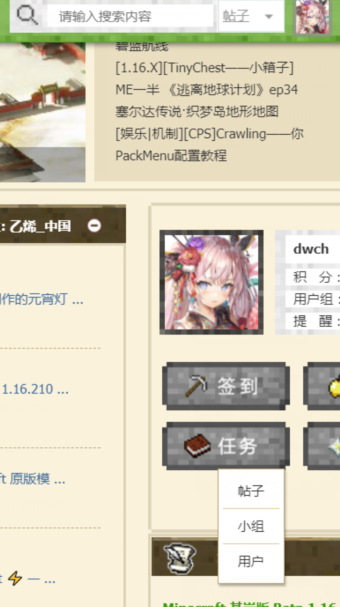 请输入搜索内容
帖子
碧蓝航线
[1.16.X][TinyChest——小箱子]
ME一半 《逃离地球计划》ep34
塞尔达传说·织梦岛地形地图
[娱乐|机制][CPS]Crawling——你
PackMenu配置教程
: 乙烯_中国
作的元宵灯 ...
1.16.210 ...
ft 原版模 ...
⚡ — ...
dwch
积 分 :
用户组 :
提 醒 :
签到
任务
帖子
小组
用户
Minecraft 基岩版 Beta 1.16